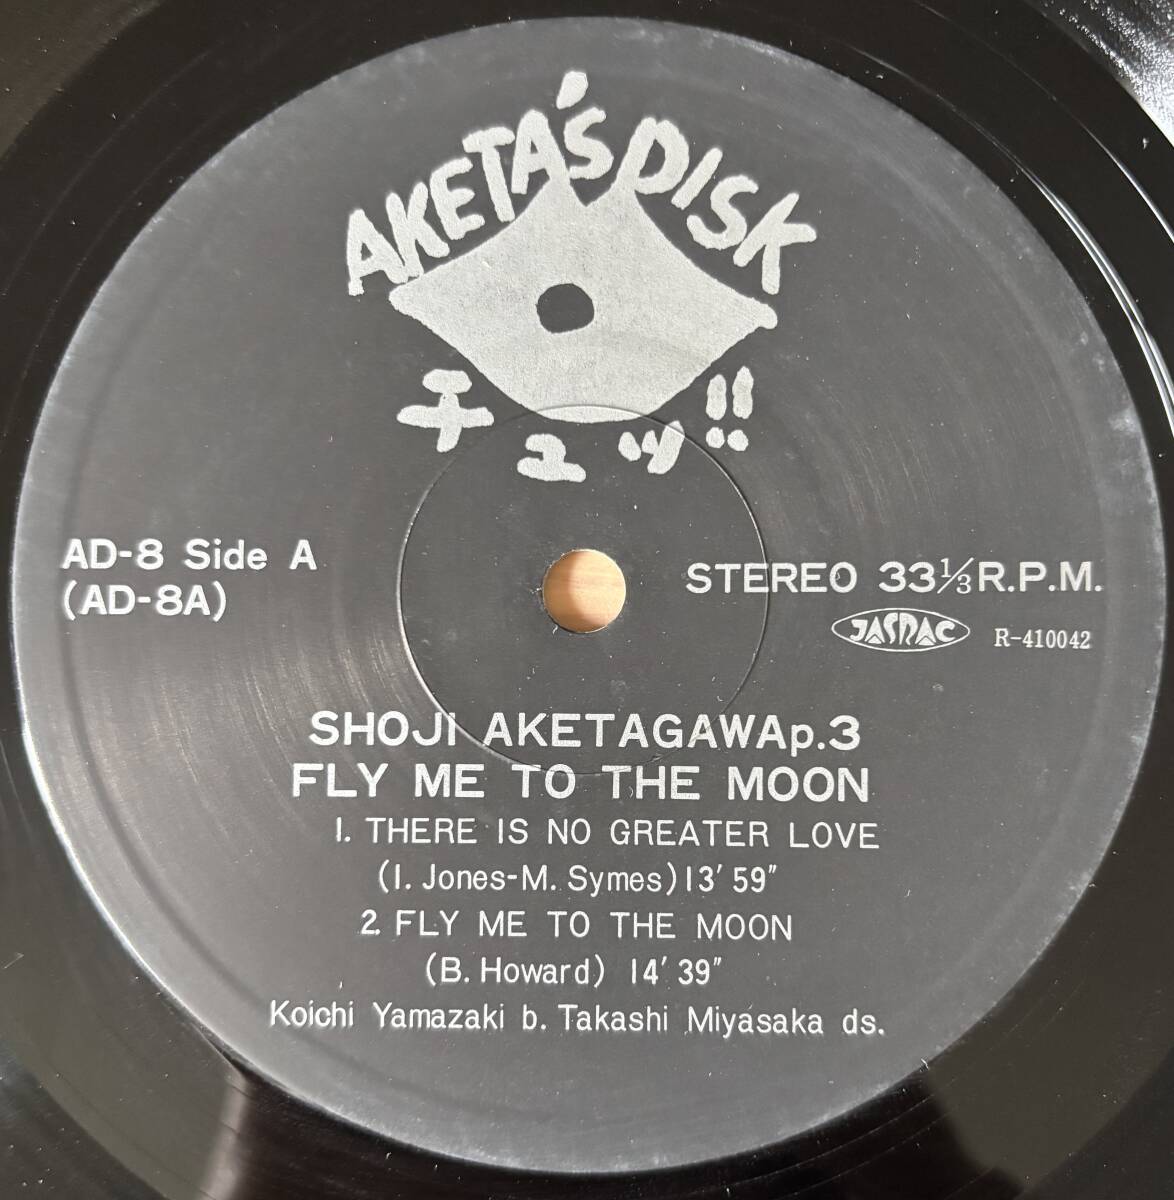 AKETA'S DISK
チュッ!!
AD-8 Side A
(AD-8A)
STEREO 33⅓ R.P.M.
JASRAC R-410042
SHOJI AKETAGAWAp.3
FLY ME TO THE MOON
1. THERE IS NO GREATER LOVE
(I. Jones-M. Symes) 13′ 59″
2. FLY ME TO THE MOON
(B. Howard) 14′ 39″
Koichi Yamazaki b. Takashi Miyasaka ds.